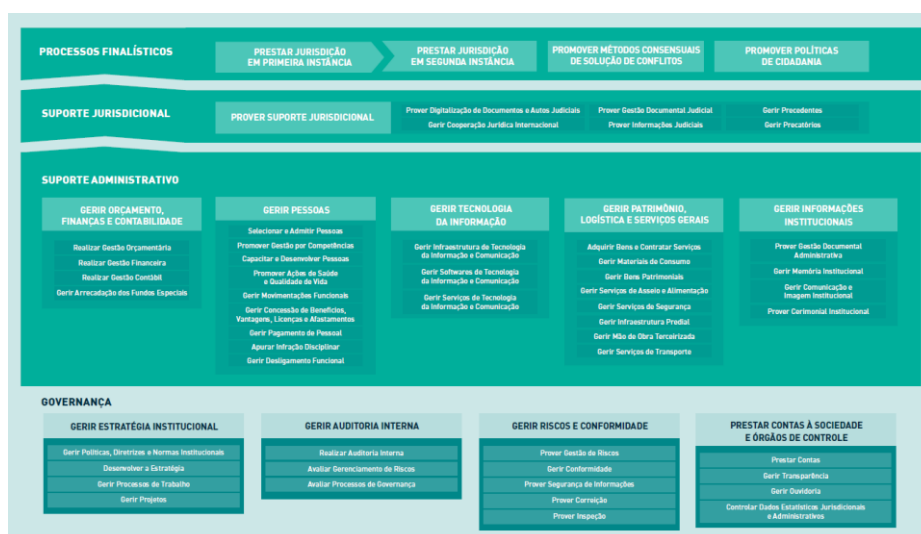 PROCESSOS FINALÍSTICOS
PRESTAR JURISDIÇÃO
EM PRIMEIRA INSTÂNCIA
PRESTAR JURISDIÇÃO
EM SEGUNDA INSTÂNCIA
PROMOVER MÉTODOS CONSENSUAIS
DE SOLUÇÃO DE CONFLITOS
PROMOVER POLÍTICAS
DE CIDADANIA
SUPORTE JURISDICIONAL
PROVER SUPORTE JURISDICIONAL
Prover Digitalização de Documentos e Autos Judiciais
Gerir Cooperação Jurídica Internacional
Prover Gestão Documental Judicial
Prover Informações Judiciais
Gerir Precedentes
Gerir Precatórios
SUPORTE ADMINISTRATIVO
GERIR ORÇAMENTO,
FINANÇAS E CONTABILIDADE
Realizar Gestão Orçamentária
Realizar Gestão Financeira
Realizar Gestão Contábil
Gerir Arrecadação dos Fundos Especiais
GERIR PESSOAS
Selecionar e Admitir Pessoas
Promover Gestão por Competências
Capacitar e Desenvolver Pessoas
Promover Ações de Saúde
e Qualidade de Vida
Gerir Movimentações Funcionais
Gerir Concessão de Benefícios,
Vantagens, Licenças e Afastamentos
Gerir Pagamento de Pessoal
Apurar Infração Disciplinar
Gerir Desligamento Funcional
GERIR TECNOLOGIA
DA INFORMAÇÃO
Gerir Infraestrutura de Tecnologia
da Informação e Comunicação
Gerir Softwares de Tecnologia
da Informação e Comunicação
Gerir Serviços de Tecnologia
da Informação e Comunicação
GERIR PATRIMÔNIO,
LOGÍSTICA E SERVIÇOS GERAIS
Adquirir Bens e Contratar Serviços
Gerir Materiais de Consumo
Gerir Bens Patrimoniais
Gerir Serviços de Asseio e Alimentação
Gerir Serviços de Segurança
Gerir Infraestrutura Predial
Gerir Mão de Obra Terceirizada
Gerir Serviços de Transporte
GERIR INFORMAÇÕES
INSTITUCIONAIS
Prover Gestão Documental
Administrativa
Gerir Memória Institucional
Gerir Comunicação e
Imagem Institucional
Prover Cerimonial Institucional
GOVERNANÇA
GERIR ESTRATÉGIA INSTITUCIONAL
Gerir Políticas, Diretrizes e Normas Institucionais
Desenvolver a Estratégia
Gerir Processos de Trabalho
Gerir Projetos
GERIR AUDITORIA INTERNA
Realizar Auditoria Interna
Avaliar Gerenciamento de Riscos
Avaliar Processos de Governança
GERIR RISCOS E CONFORMIDADE
Prover Gestão de Riscos
Gerir Conformidade
Prover Segurança de Informações
Prover Correição
Prover Inspeção
PRESTAR CONTAS À SOCIEDADE
E ÓRGÃOS DE CONTROLE
Prestar Contas
Gerir Transparência
Gerir Ouvidoria
Controlar Dados Estatísticos Jurisdicionais
e Administrativos